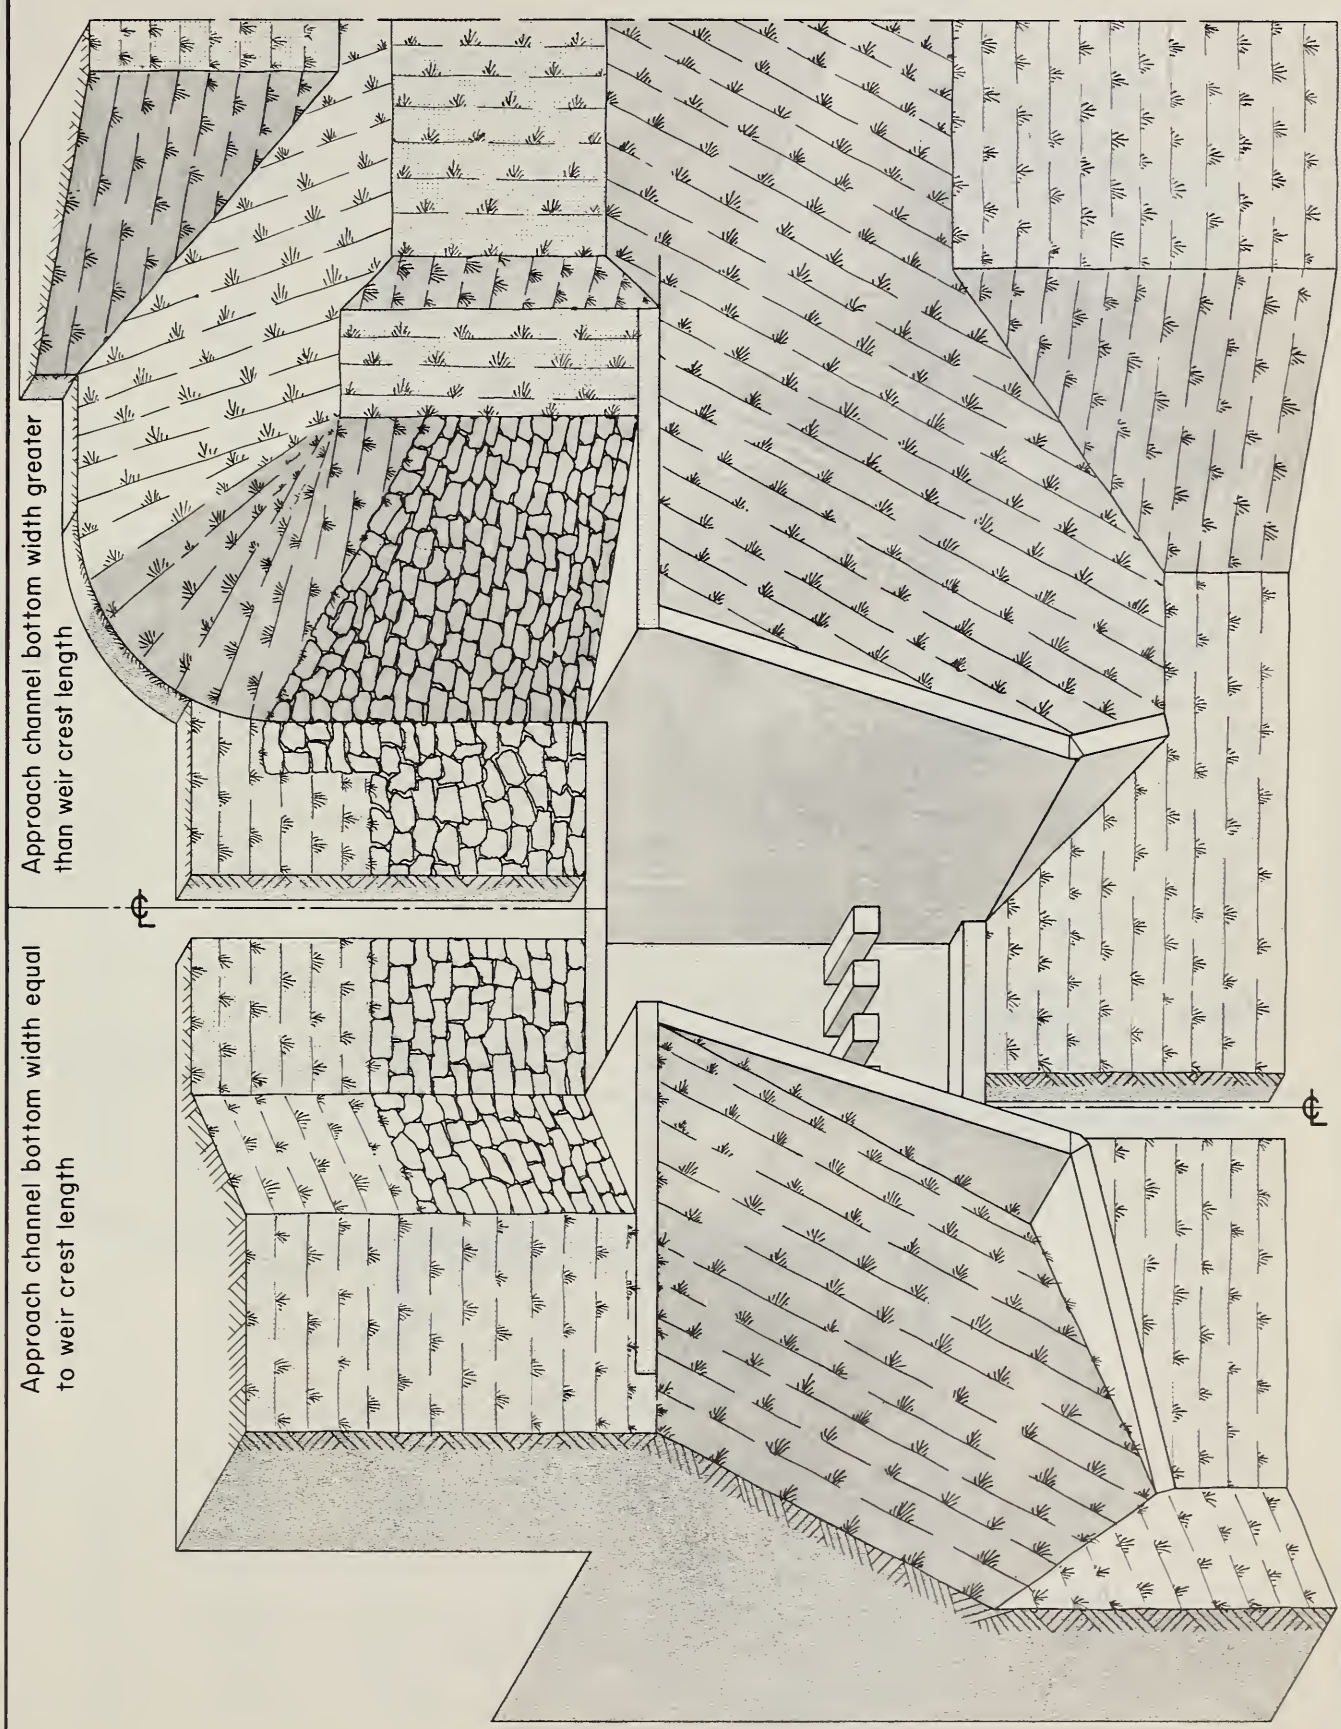 Approach channel bottom width equal
to weir crest length
Approach channel bottom width greater
than weir crest length
℄
℄